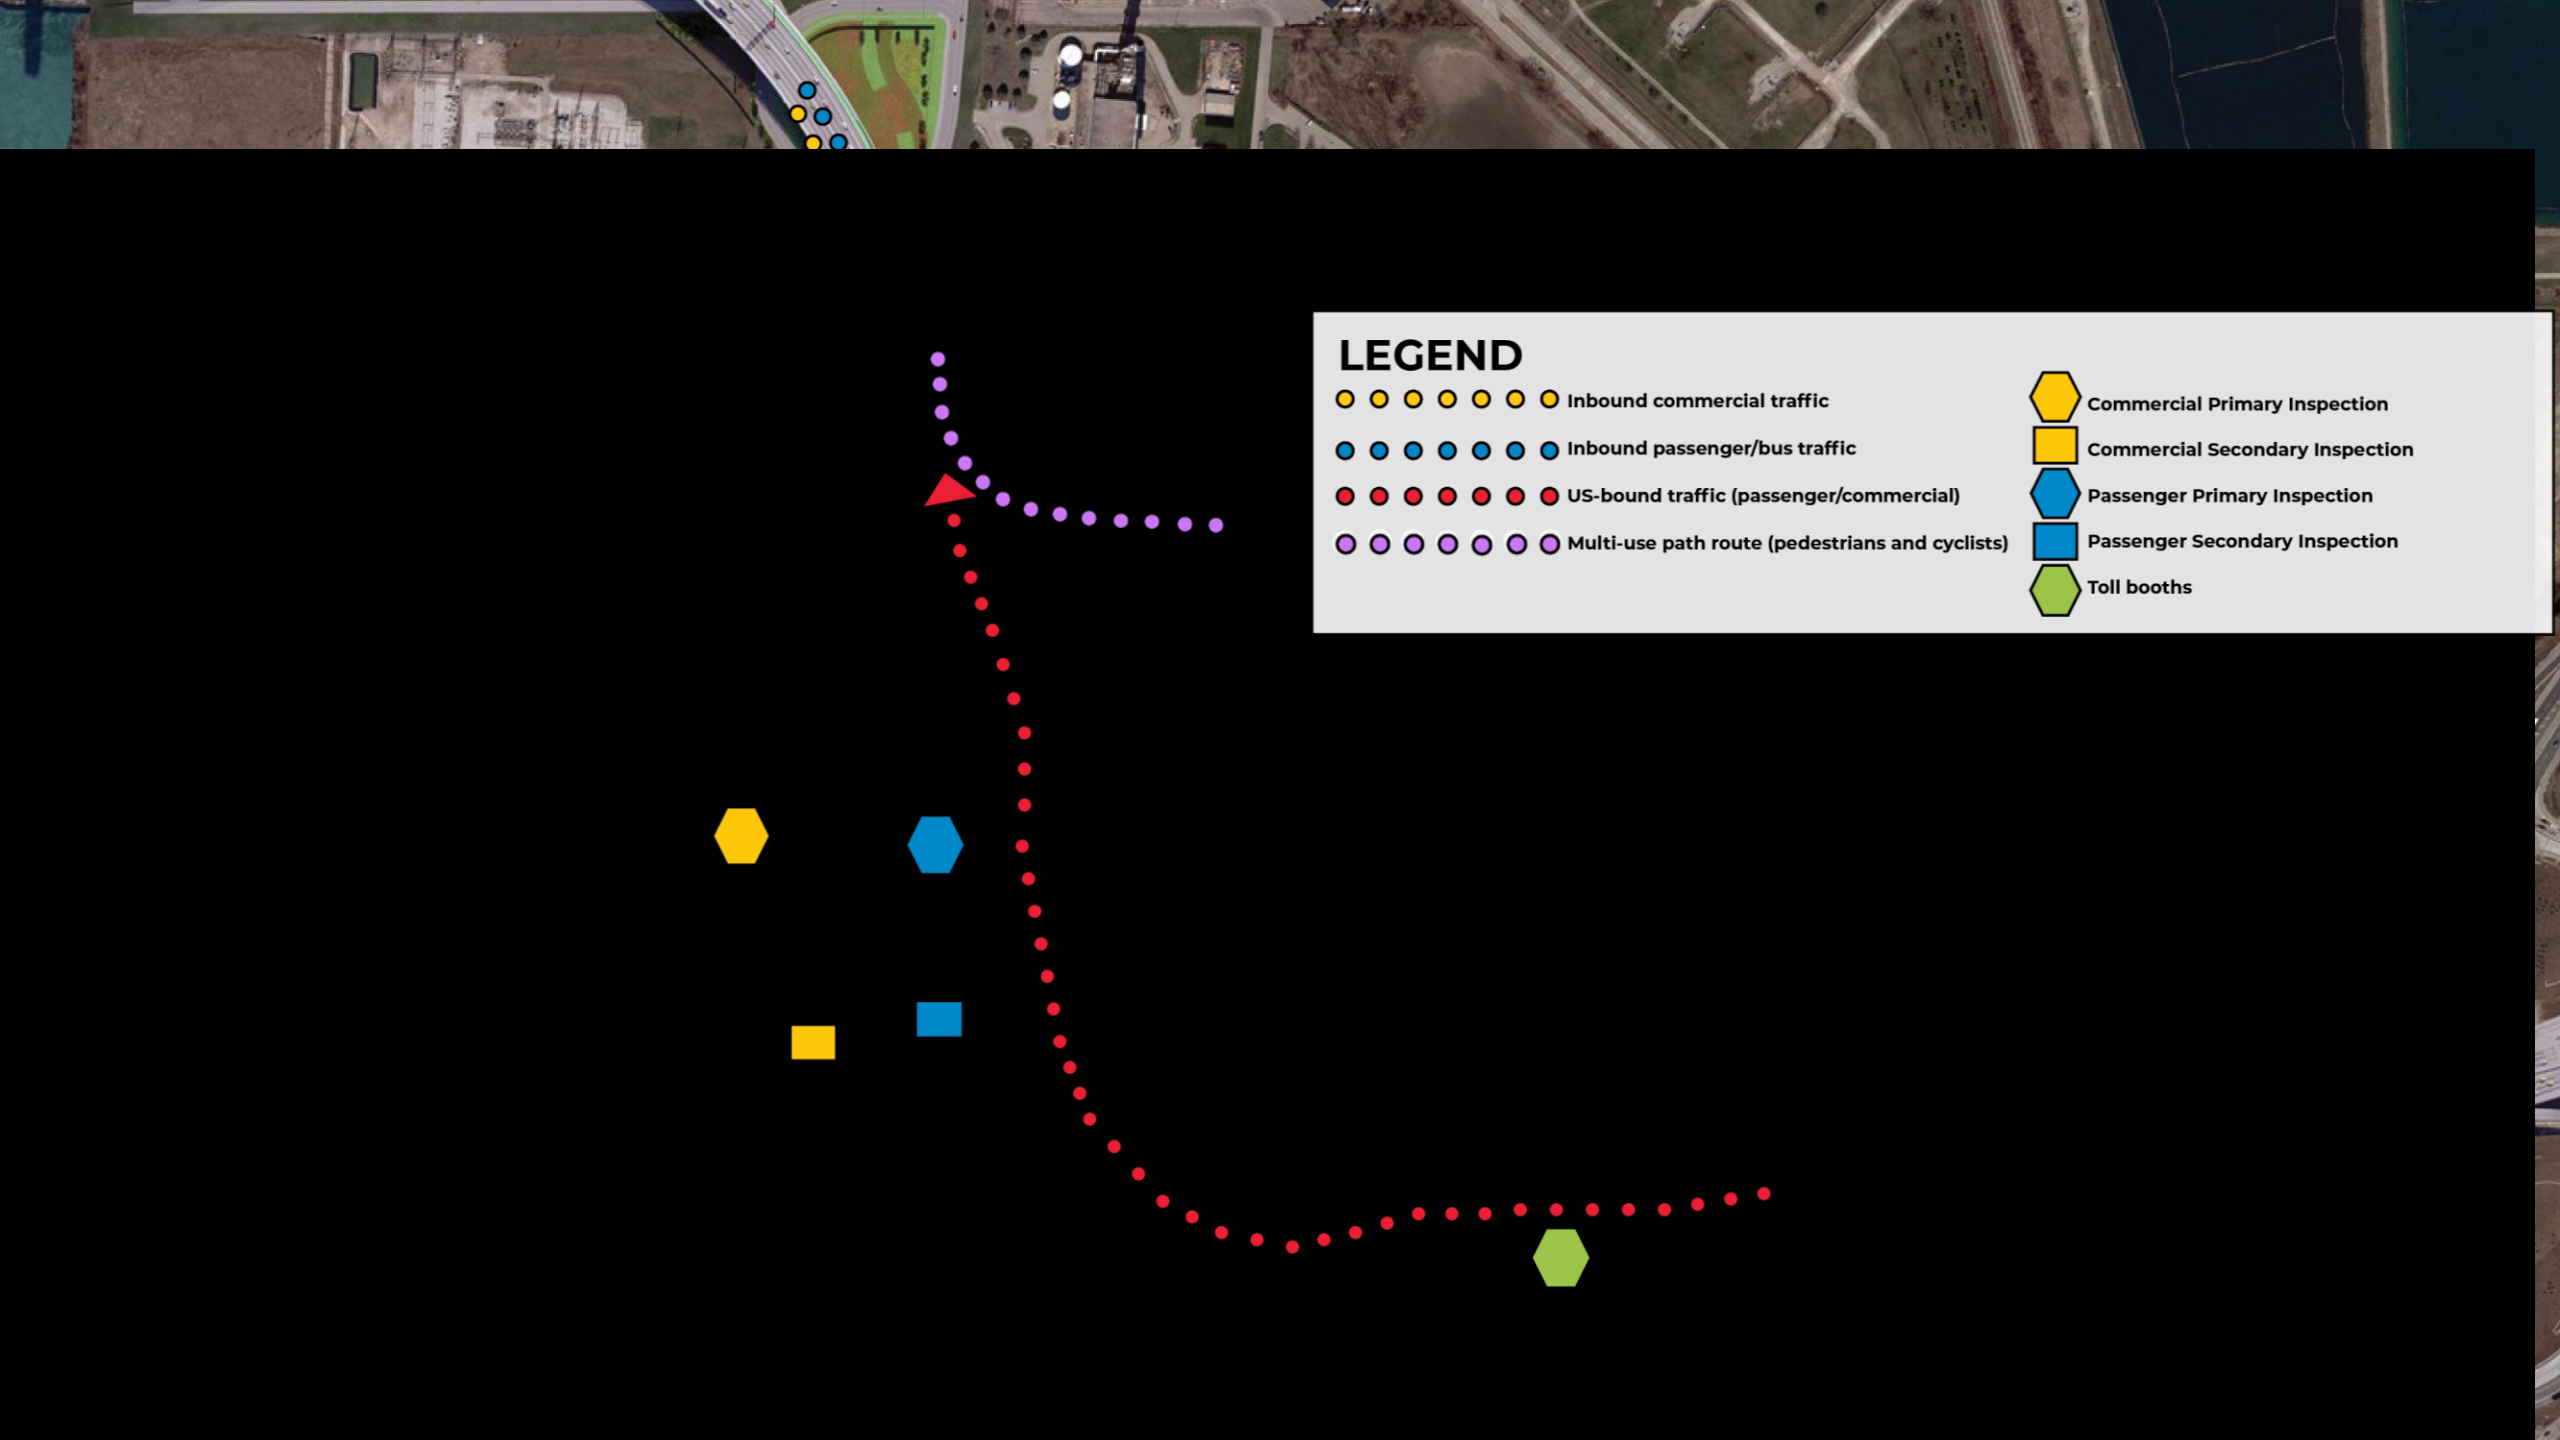 LEGEND
Inbound commercial traffic
Inbound passenger/bus traffic
US-bound traffic (passenger/commercial)
Multi-use path route (pedestrians and cyclists)
Commercial Primary Inspection
Commercial Secondary Inspection
Passenger Primary Inspection
Passenger Secondary Inspection
Toll booths